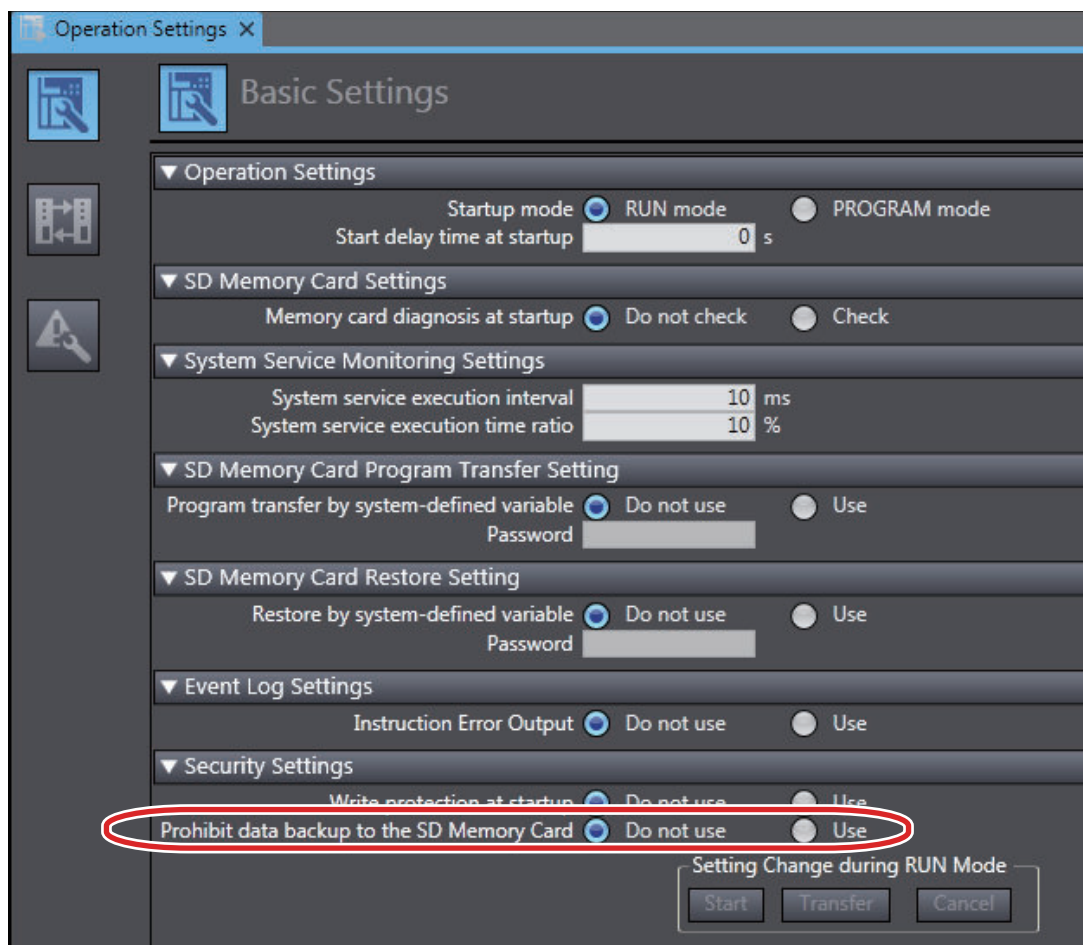 Operation Settings X
Basic Settings
▼ Operation Settings
Startup mode RUN mode PROGRAM mode
Start delay time at startup 0 s
▼ SD Memory Card Settings
Memory card diagnosis at startup Do not check Check
▼ System Service Monitoring Settings
System service execution interval 10 ms
System service execution time ratio 10 %
▼ SD Memory Card Program Transfer Setting
Program transfer by system-defined variable Do not use Use
Password
▼ SD Memory Card Restore Setting
Restore by system-defined variable Do not use Use
Password
▼ Event Log Settings
Instruction Error Output Do not use Use
▼ Security Settings
Write protection at startup Do not use Use
Prohibit data backup to the SD Memory Card Do not use Use
Setting Change during RUN Mode
Start Transfer Cancel